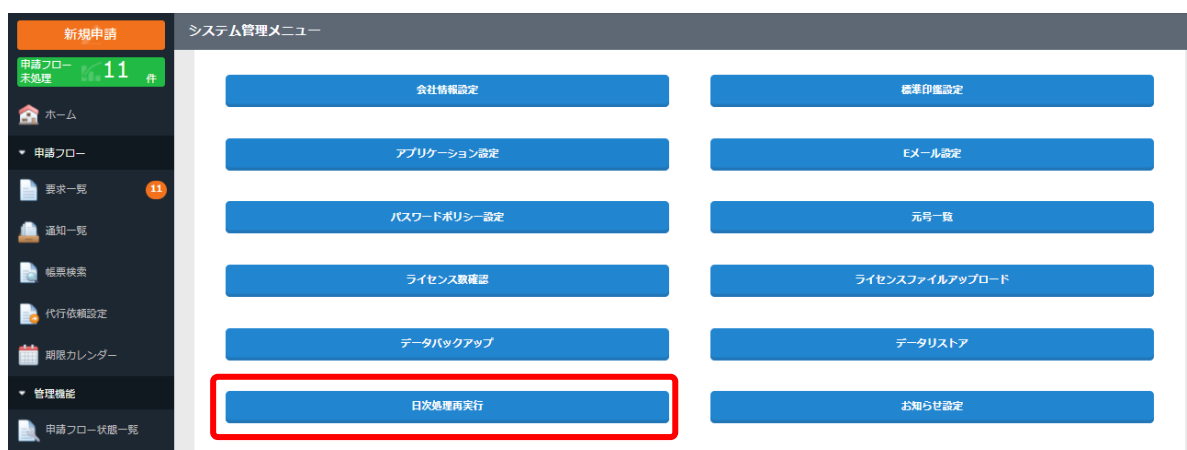 新規申請
申請フロー
未処理
11
件
ホーム
申請フロー
要求一覧
11
通知一覧
帳票検索
代行依頼設定
期限カレンダー
管理機能
申請フロー状態一覧
システム管理メニュー
会社情報設定
標準印鑑設定
アプリケーション設定
Eメール設定
パスワードポリシー設定
元号一覧
ライセンス数確認
ライセンスファイルアップロード
データバックアップ
データリストア
日次処理再実行
お知らせ設定